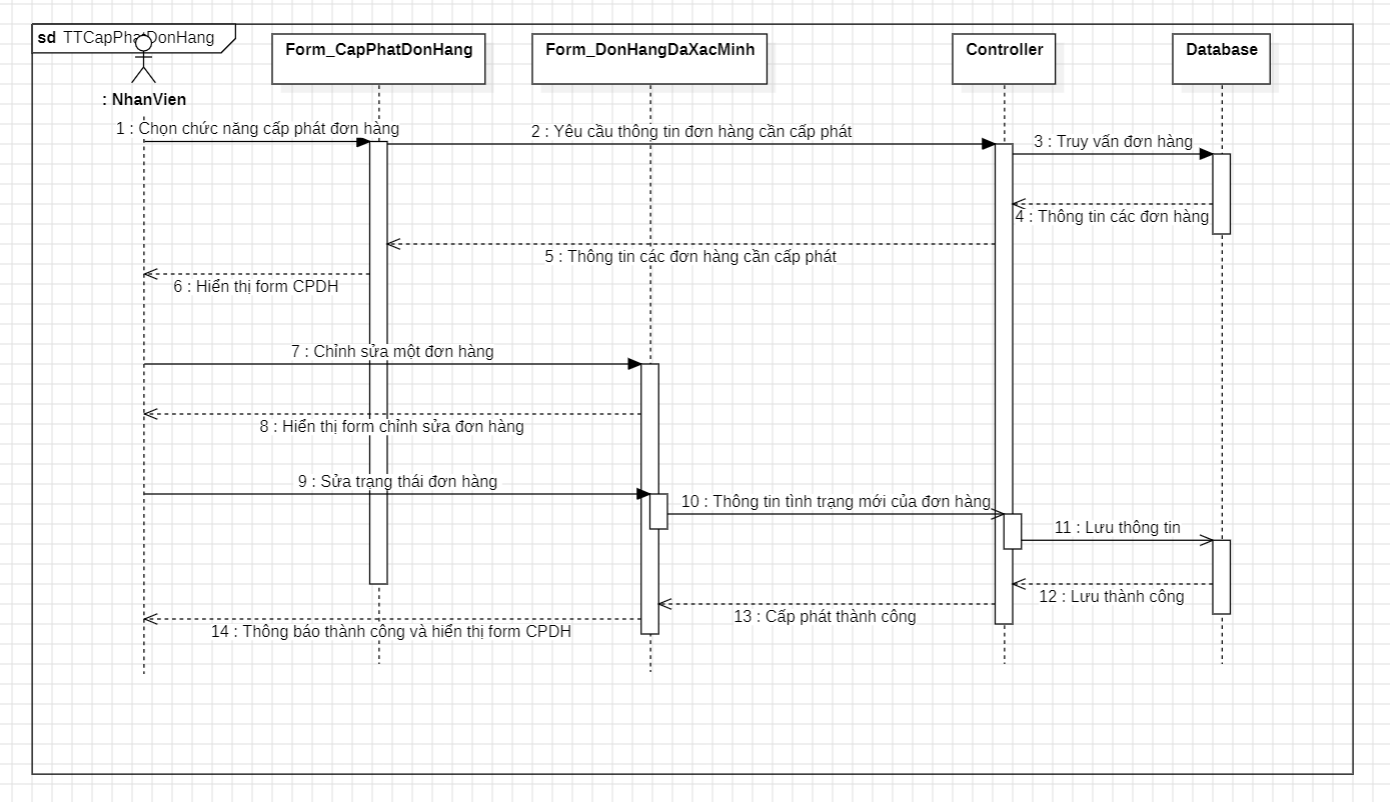 sd TTCapPhatDonHang
Form_CapPhatDonHang
Form_DonHangDaXacMinh
Controller
Database
: NhanVien
1 : Chọn chức năng cấp phát đơn hàng
2 : Yêu cầu thông tin đơn hàng cần cấp phát
3 : Truy vấn đơn hàng
4 : Thông tin các đơn hàng
5 : Thông tin các đơn hàng cần cấp phát
6 : Hiển thị form CPDH
7 : Chỉnh sửa một đơn hàng
8 : Hiển thị form chỉnh sửa đơn hàng
9 : Sửa trạng thái đơn hàng
10 : Thông tin tình trạng mới của đơn hàng
11 : Lưu thông tin
12 : Lưu thành công
13 : Cấp phát thành công
14 : Thông báo thành công và hiển thị form CPDH